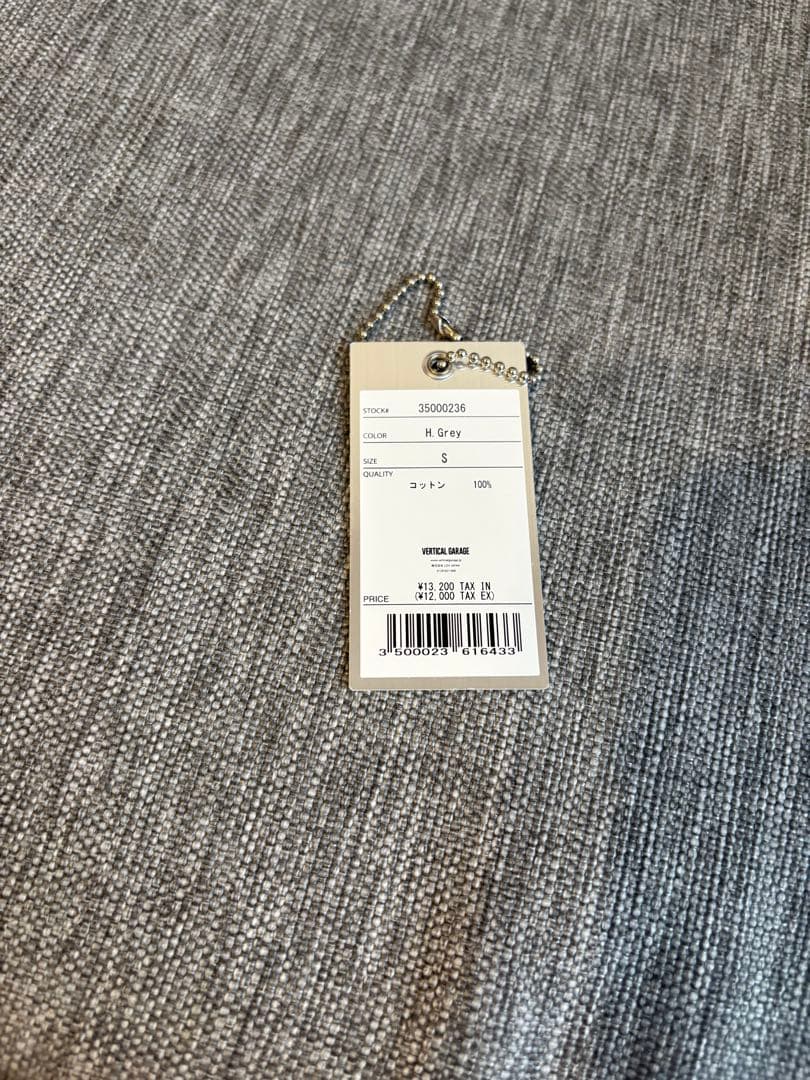 STOCK# 35000236
COLOR H.Grey
SIZE S
QUALITY
コットン 100%
VERTICAL GARAGE
¥13,200 TAX IN
PRICE (¥12,000 TAX EX)
3 500023 616433